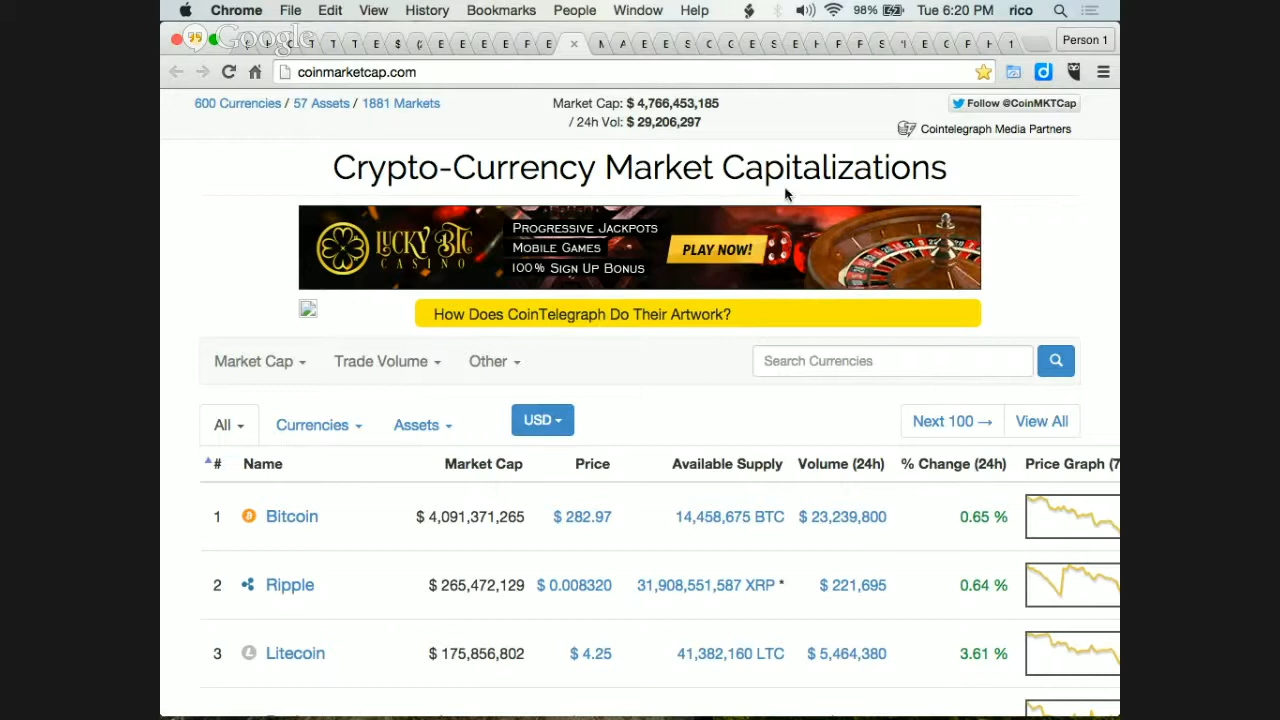 Chrome File Edit View History Bookmarks People Window Help 98% Tue 6:20 PM rico
Google
Person 1
coinmarketcap.com
600 Currencies / 57 Assets / 1881 Markets
Market Cap: $ 4,766,453,185
/ 24h Vol: $ 29,206,297
Follow @CoinMKTCap
Cointelegraph Media Partners
Crypto-Currency Market Capitalizations
LUCKY BTC
CASINO
PROGRESSIVE JACKPOTS
MOBILE GAMES
100% SIGN UP BONUS
PLAY NOW!
How Does CoinTelegraph Do Their Artwork?
Market Cap Trade Volume Other Search Currencies
All Currencies Assets USD Next 100 → View All
# Name Market Cap Price Available Supply Volume (24h) % Change (24h) Price Graph (7
1 Bitcoin $ 4,091,371,265 $ 282.97 14,458,675 BTC $ 23,239,800 0.65 %
2 Ripple $ 265,472,129 $ 0.008320 31,908,551,587 XRP * $ 221,695 0.64 %
3 Litecoin $ 175,856,802 $ 4.25 41,382,160 LTC $ 5,464,380 3.61 %